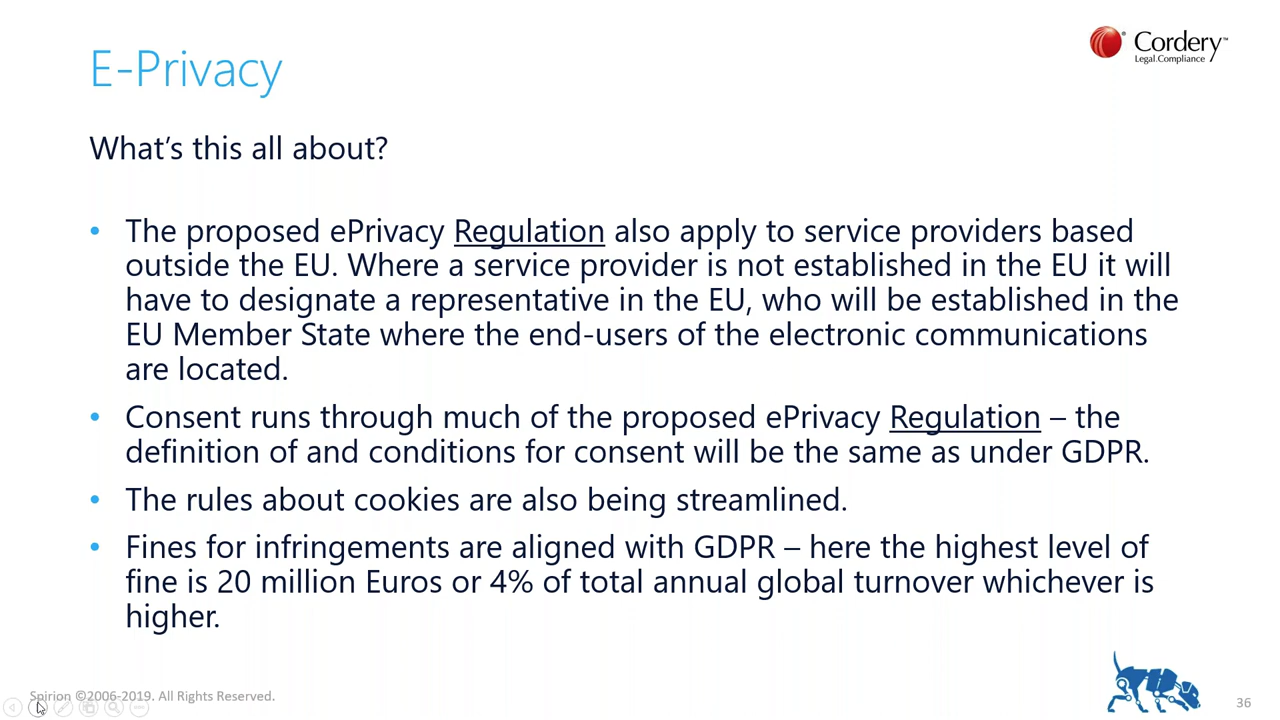 E-Privacy
Cordery™
Legal.Compliance
What's this all about?
• The proposed ePrivacy Regulation also apply to service providers based
outside the EU. Where a service provider is not established in the EU it will
have to designate a representative in the EU, who will be established in the
EU Member State where the end-users of the electronic communications
are located.
• Consent runs through much of the proposed ePrivacy Regulation – the
definition of and conditions for consent will be the same as under GDPR.
• The rules about cookies are also being streamlined.
• Fines for infringements are aligned with GDPR – here the highest level of
fine is 20 million Euros or 4% of total annual global turnover whichever is
higher.
Spirion ©2006-2019. All Rights Reserved.
36